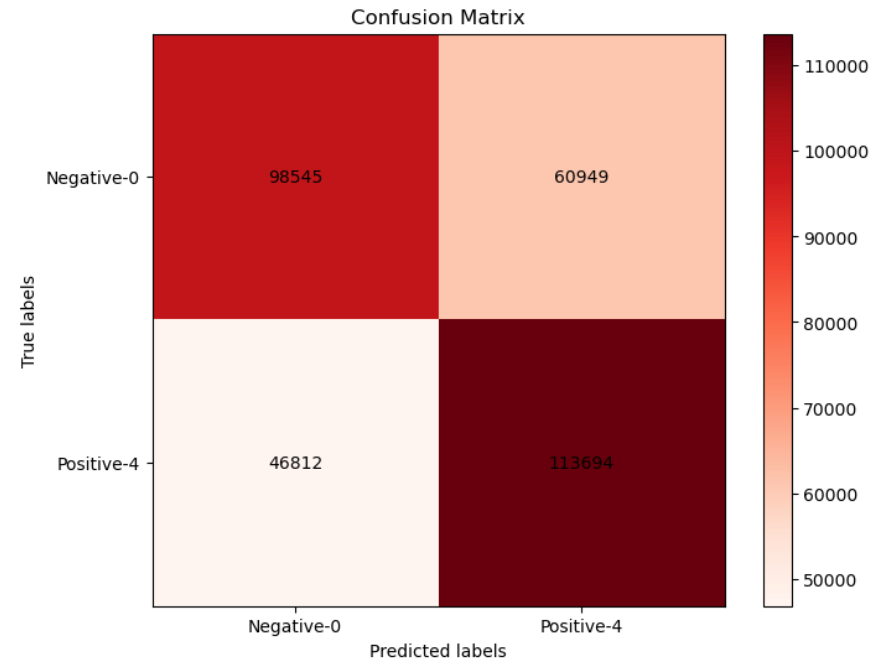 Confusion Matrix
Negative-0
98545
60949
Positive-4
46812
113694
True labels
Negative-0
Positive-4
Predicted labels
110000
100000
90000
80000
70000
60000
50000